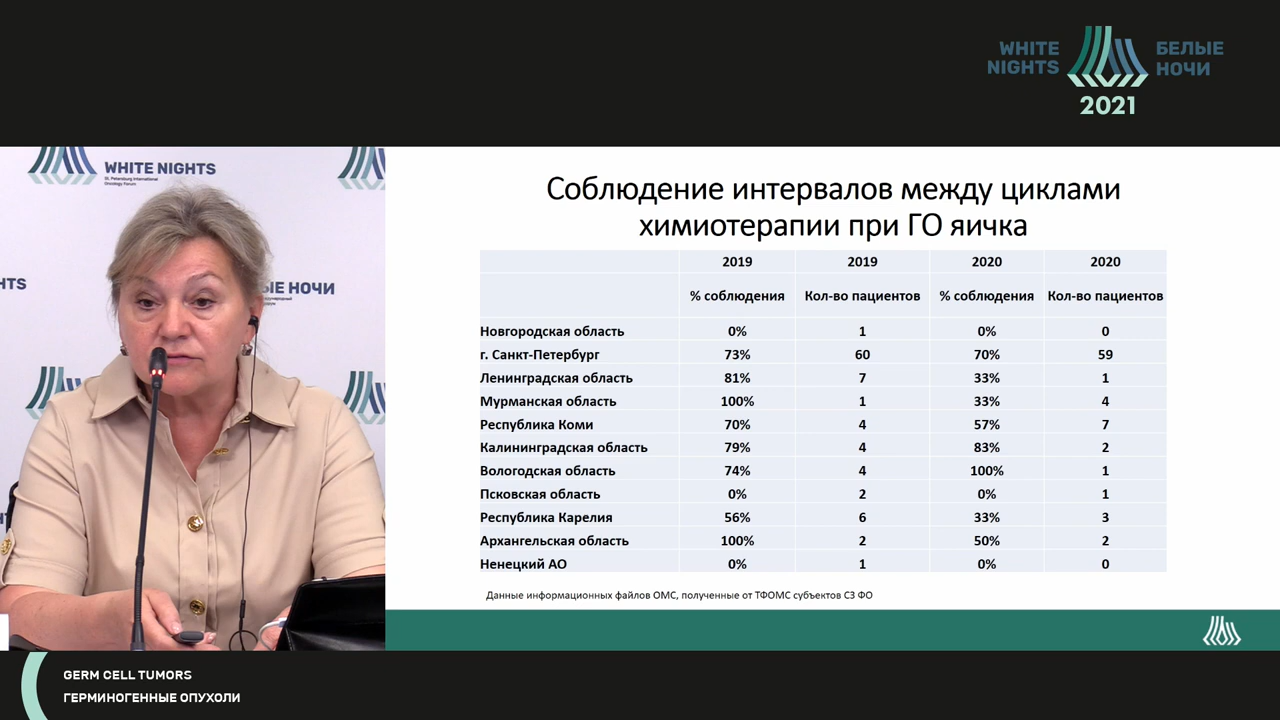 WHITE
NIGHTS
БЕЛЫЕ
НОЧИ
2021
WHITE NIGHTS
St. Petersburg International
Oncology Forum
НОЧИ
Соблюдение интервалов между циклами
химиотерапии при ГО яичка
2019 2019 2020 2020
% соблюдения Кол-во пациентов % соблюдения Кол-во пациентов
Новгородская область 0% 1 0% 0
г. Санкт-Петербург 73% 60 70% 59
Ленинградская область 81% 7 33% 1
Мурманская область 100% 1 33% 4
Республика Коми 70% 4 57% 7
Калининградская область 79% 4 83% 2
Вологодская область 74% 4 100% 1
Псковская область 0% 2 0% 1
Республика Карелия 56% 6 33% 3
Архангельская область 100% 2 50% 2
Ненецкий АО 0% 1 0% 0
Данные информационных файлов ОМС, полученные от ТФОМС субъектов СЗ ФО
GERM CELL TUMORS
ГЕРМИНОГЕННЫЕ ОПУХОЛИ